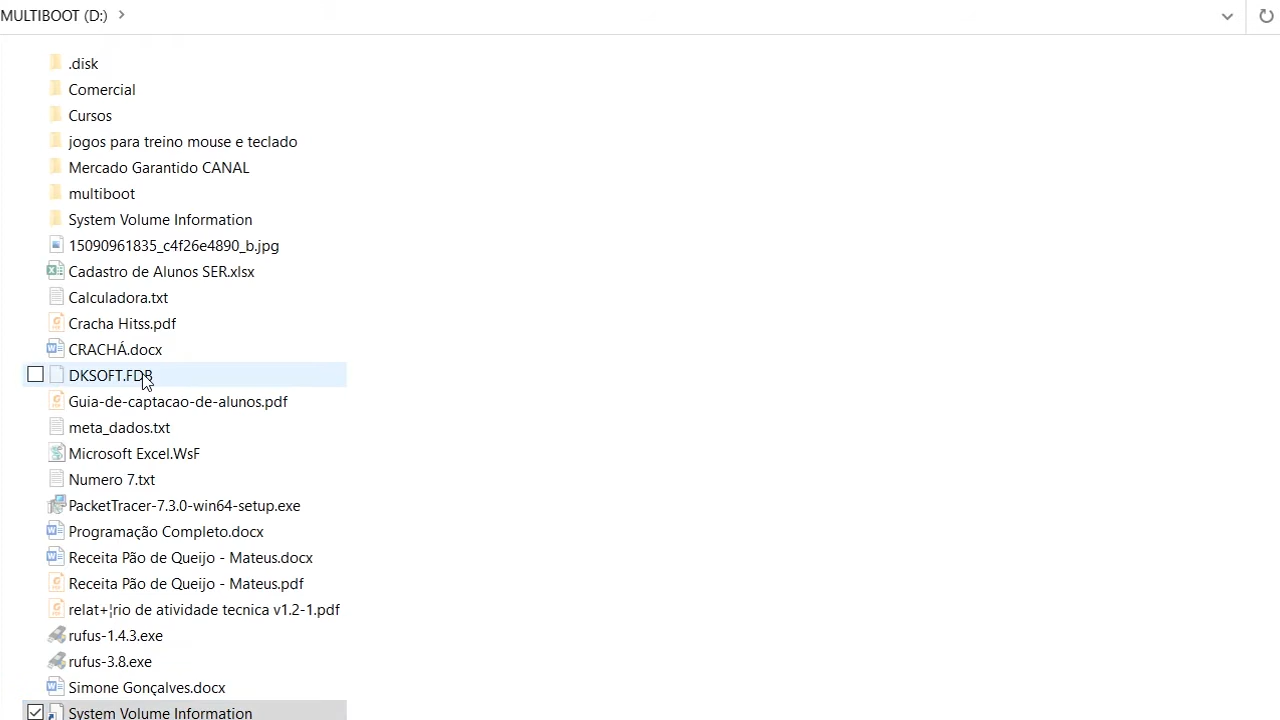 MULTIBOOT (D:)
.disk
Comercial
Cursos
jogos para treino mouse e teclado
Mercado Garantido CANAL
multiboot
System Volume Information
15090961835_c4f26e4890_b.jpg
Cadastro de Alunos SER.xlsx
Calculadora.txt
Cracha Hitss.pdf
CRACHÁ.docx
DKSOFT.FDB
Guia-de-captacao-de-alunos.pdf
meta_dados.txt
Microsoft Excel.WsF
Numero 7.txt
PacketTracer-7.3.0-win64-setup.exe
Programação Completo.docx
Receita Pão de Queijo - Mateus.docx
Receita Pão de Queijo - Mateus.pdf
relat+¦rio de atividade tecnica v1.2-1.pdf
rufus-1.4.3.exe
rufus-3.8.exe
Simone Gonçalves.docx
System Volume Information